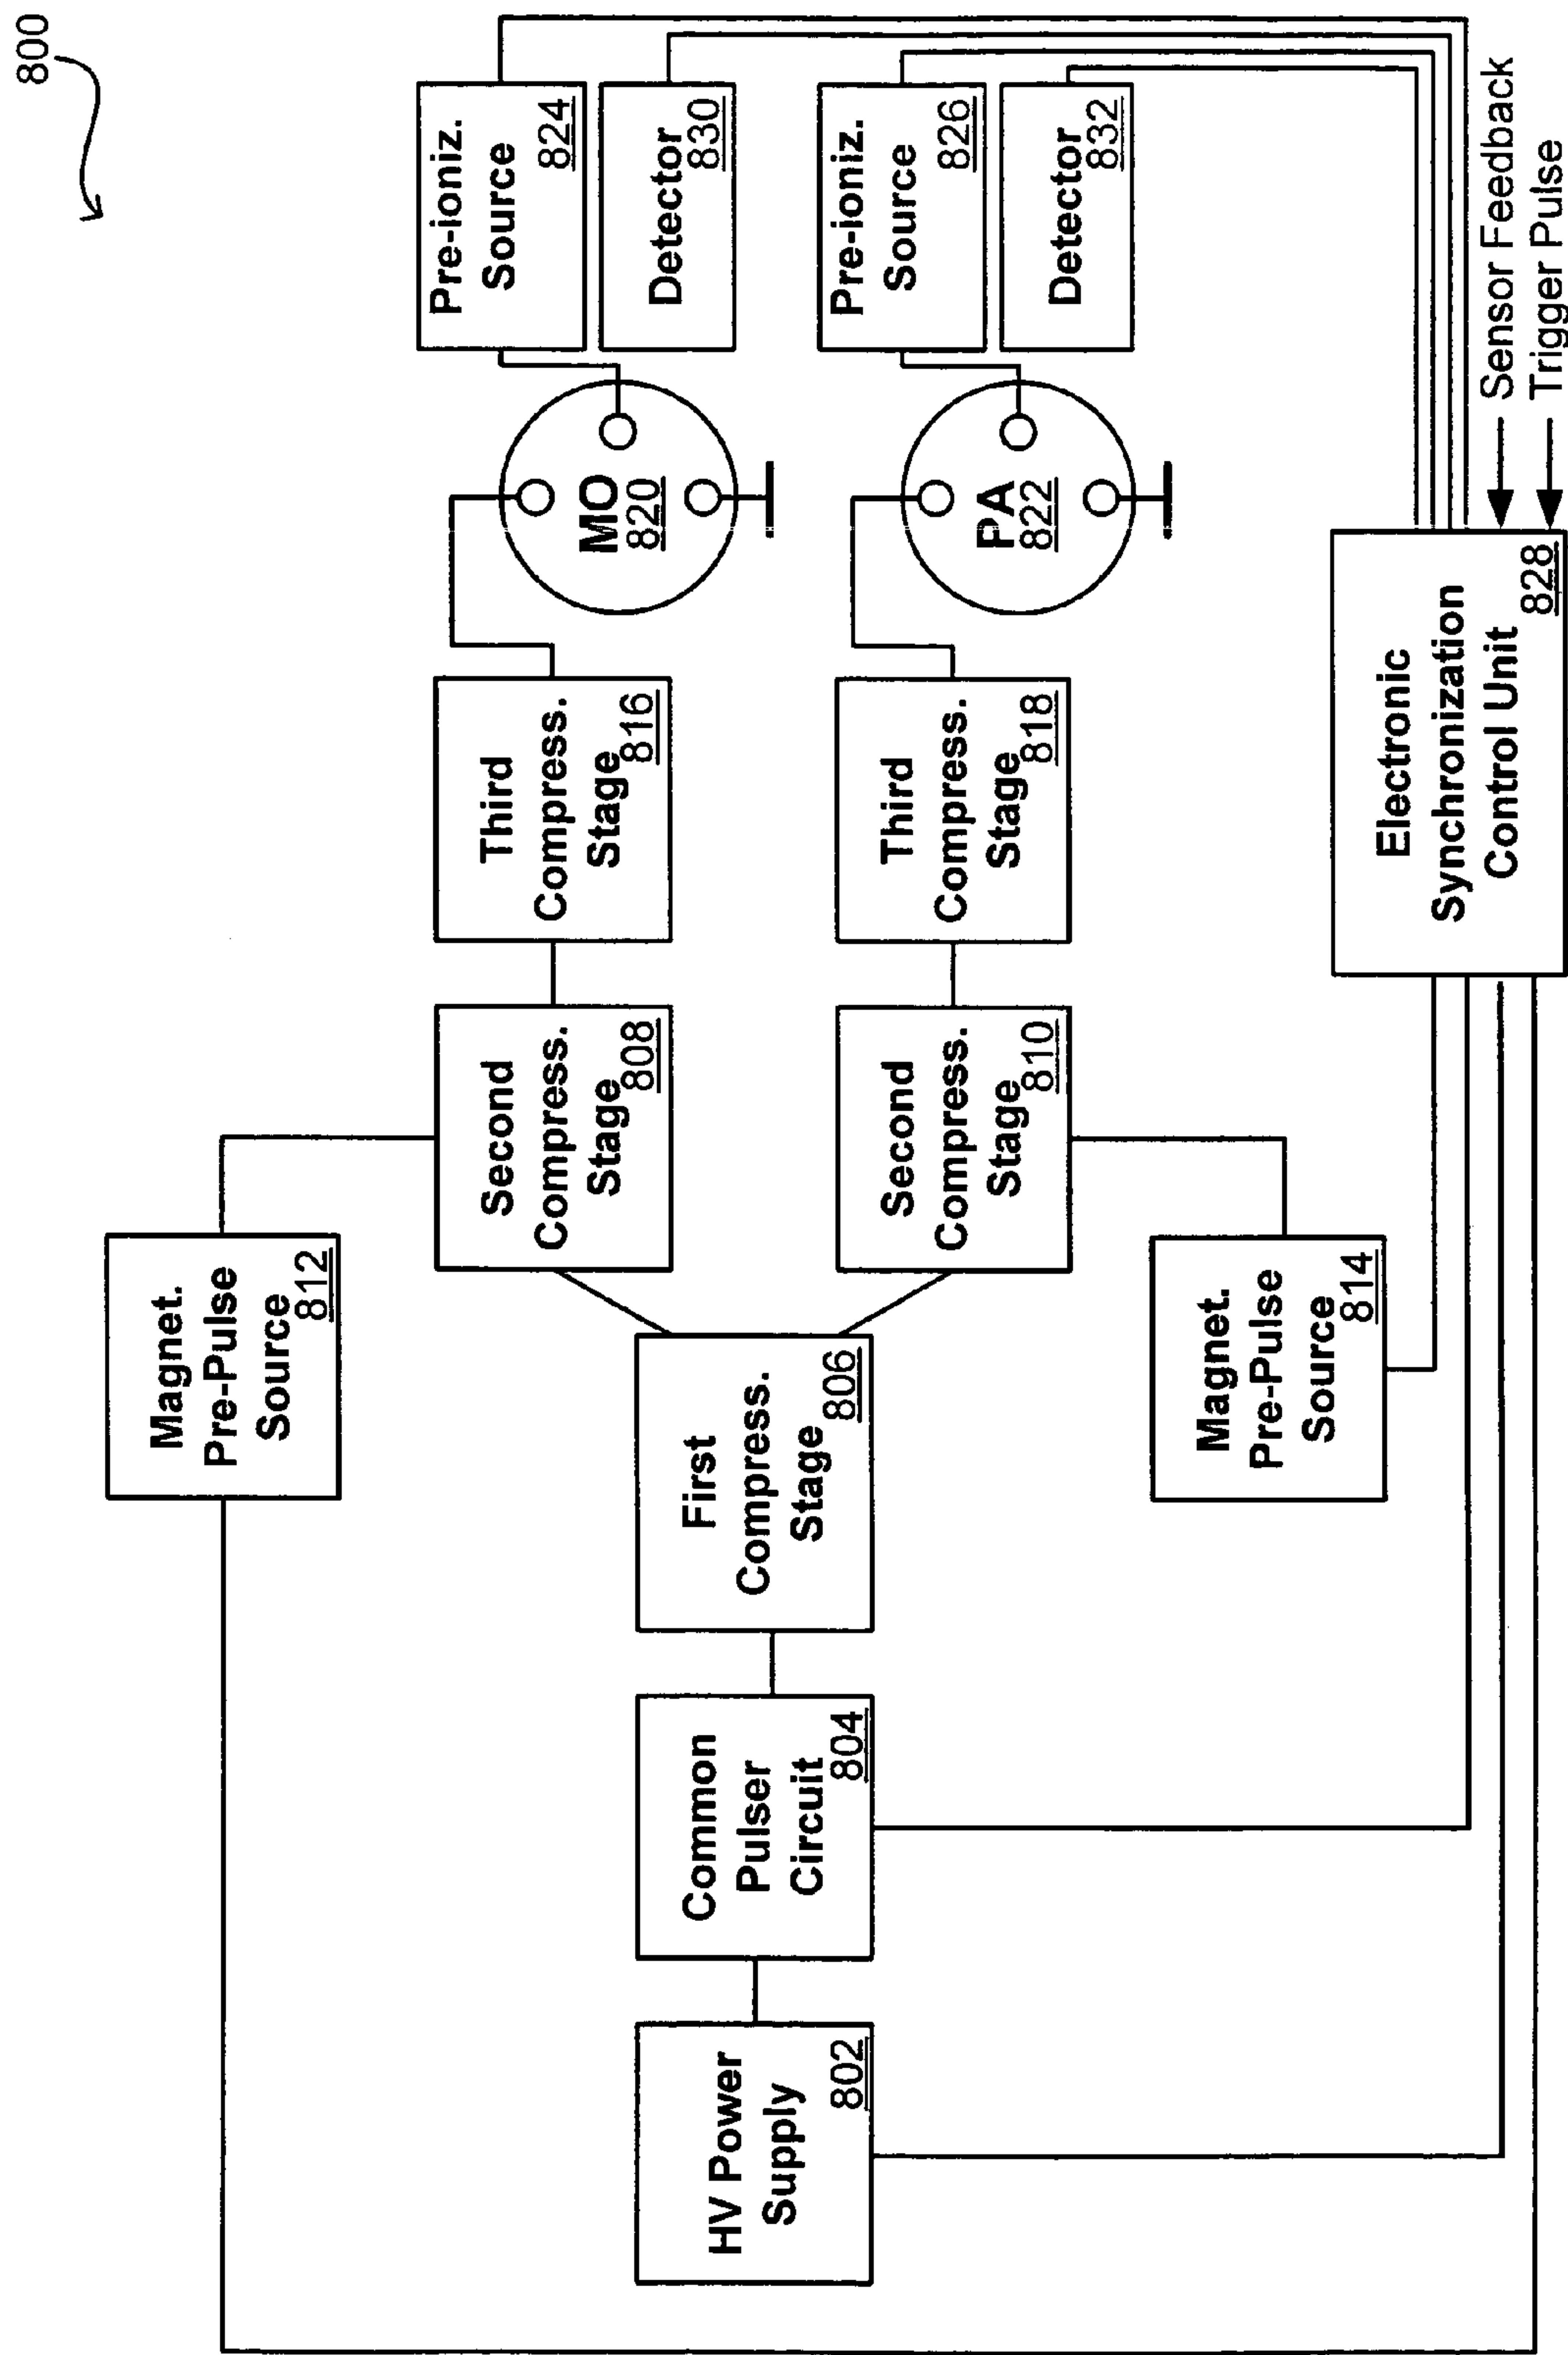 800
Magnet.
Pre-Pulse
Source
812
Second
Compress.
Stage
808
Third
Compress.
Stage
816
MO
820
Pre-ioniz.
Source
824
Detector
830
HV Power
Supply
802
Common
Pulser
Circuit
804
First
Compress.
Stage
806
Second
Compress.
Stage
810
Third
Compress.
Stage
818
PA
822
Pre-ioniz.
Source
826
Detector
832
Magnet.
Pre-Pulse
Source
814
Electronic
Synchronization
Control Unit
828
Sensor Feedback
Trigger Pulse